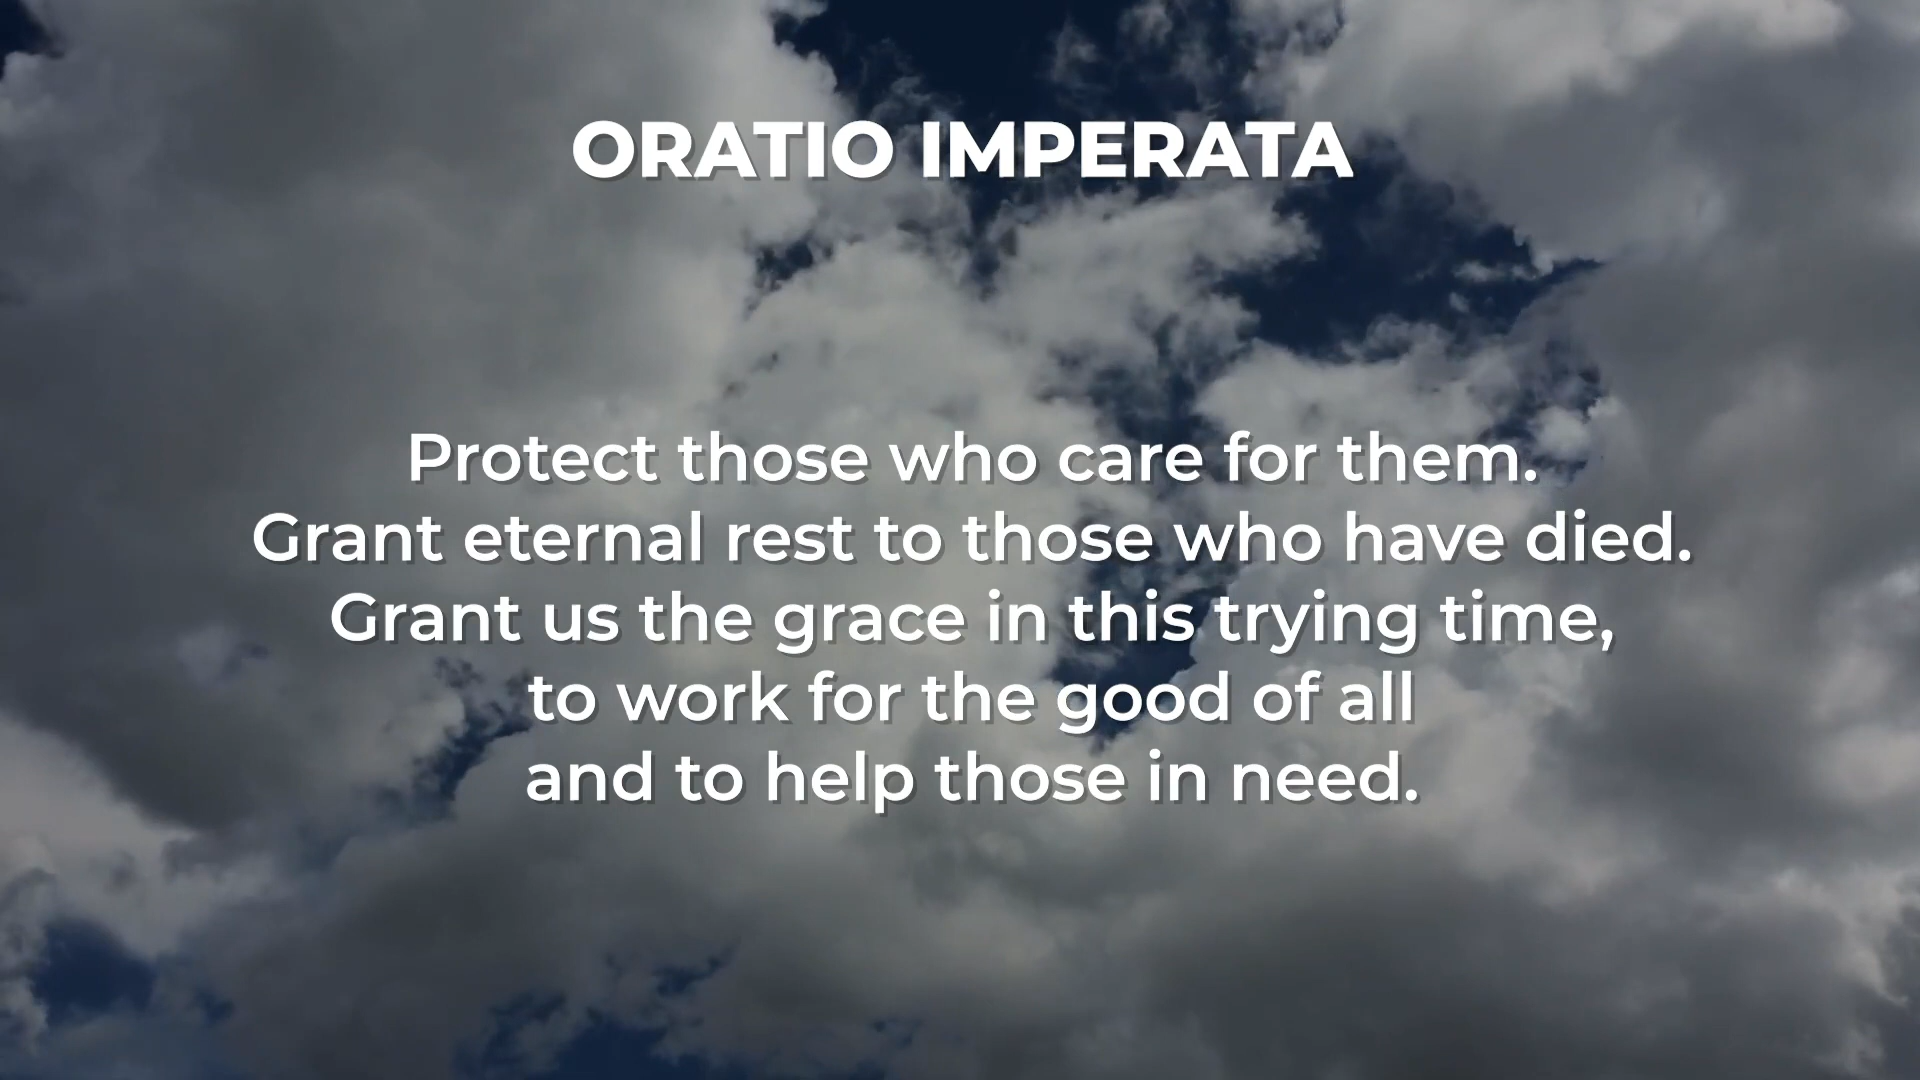 ORATIO IMPERATA
Protect those who care for them.
Grant eternal rest to those who have died.
Grant us the grace in this trying time,
to work for the good of all
and to help those in need.